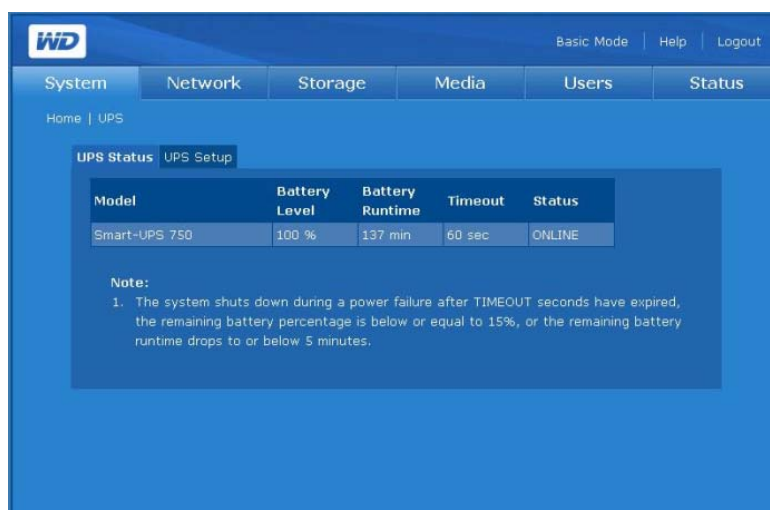 WD
Basic Mode | Help | Logout
System Network Storage Media Users Status
Home | UPS
UPS Status UPS Setup
Model Battery Level Battery Runtime Timeout Status
Smart-UPS 750 100 % 137 min 60 sec ONLINE
Note:
1. The system shuts down during a power failure after TIMEOUT seconds have expired,
the remaining battery percentage is below or equal to 15%, or the remaining battery
runtime drops to or below 5 minutes.